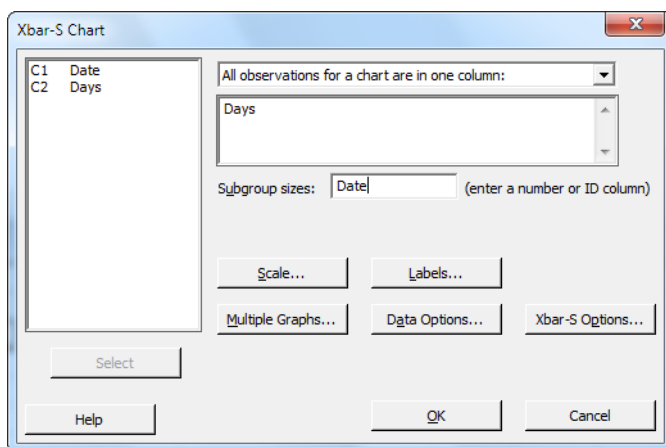 Xbar-S Chart
C1 Date
C2 Days
All observations for a chart are in one column:
Days
Subgroup sizes: Date (enter a number or ID column)
Scale... Labels...
Multiple Graphs... Data Options... Xbar-S Options...
Select
Help OK Cancel